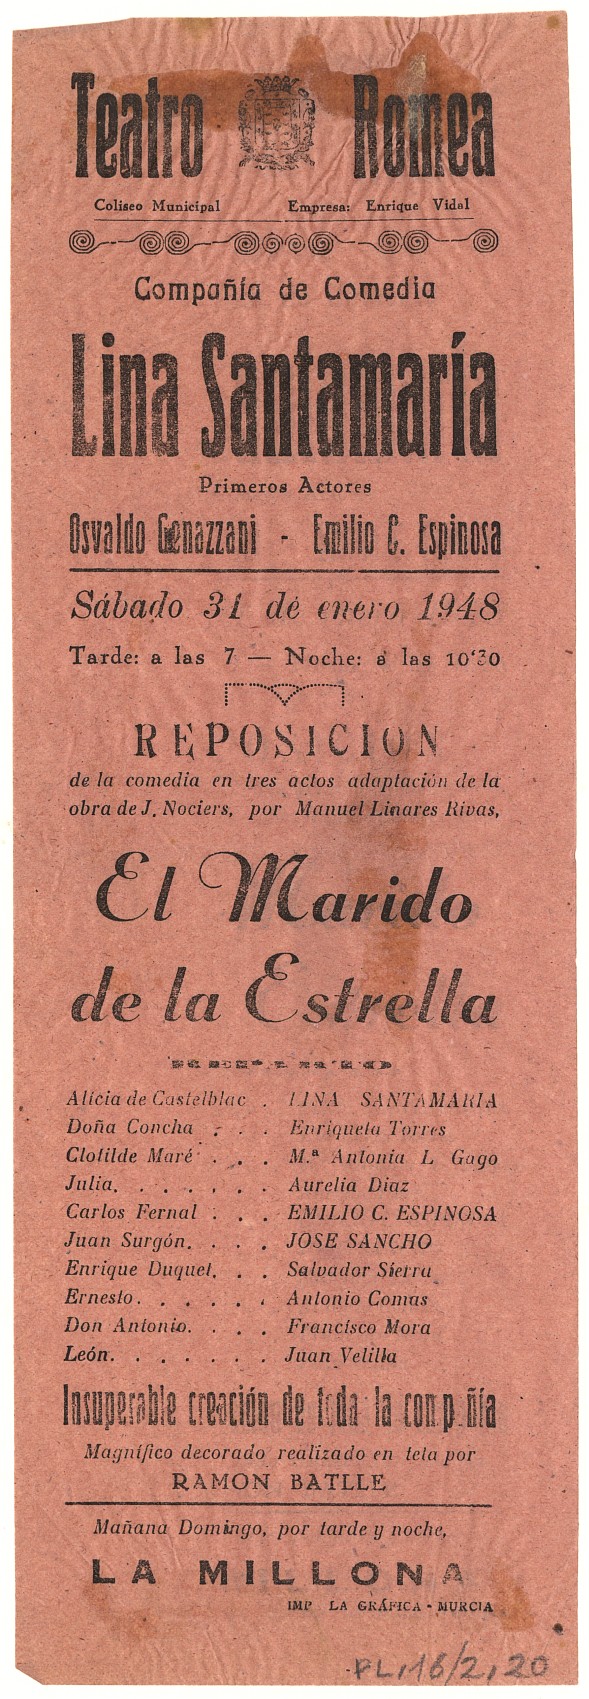 Teatro Romea
Coliseo Municipal Empresa: Enrique Vidal
Compañía de Comedia
Lina Santamaría
Primeros Actores
Osvaldo Genazzani - Emilio C. Espinosa
Sábado 31 de enero 1948
Tarde: a las 7 — Noche: a las 10'30
REPOSICION
de la comedia en tres actos adaptación de la
obra de J. Nociers, por Manuel Linares Rivas,
El Marido
de la Estrella
REPARTO
Alicia de Castelblac . LINA SANTAMARIA
Doña Concha . . . Enriqueta Torres
Clotilde Maré . . . M.ª Antonia L Gago
Julia. . . . . . . Aurelia Diaz
Carlos Fernal . . . EMILIO C. ESPINOSA
Juan Surgón. . . . JOSE SANCHO
Enrique Duquet. . . Salvador Sierra
Ernesto. . . . . . Antonio Comas
Don Antonio. . . . Francisco Mora
León. . . . . . . Juan Velilla
Insuperable creación de toda la compañía
Magnífico decorado realizado en tela por
RAMON BATLLE
Mañana Domingo, por tarde y noche,
LA MILLONA
IMP LA GRÁFICA - MURCIA
PL, 16/2, 20